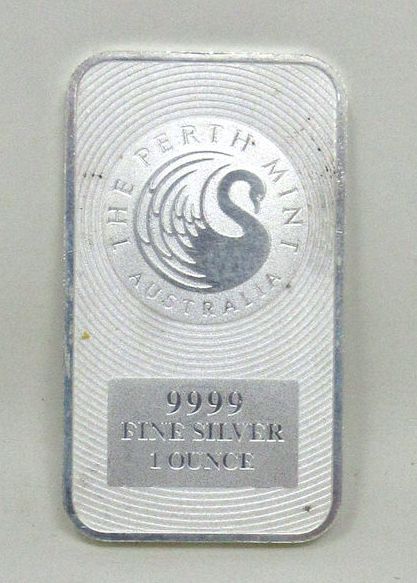 THE PERTH MINT
AUSTRALIA
9999
FINE SILVER
1 OUNCE